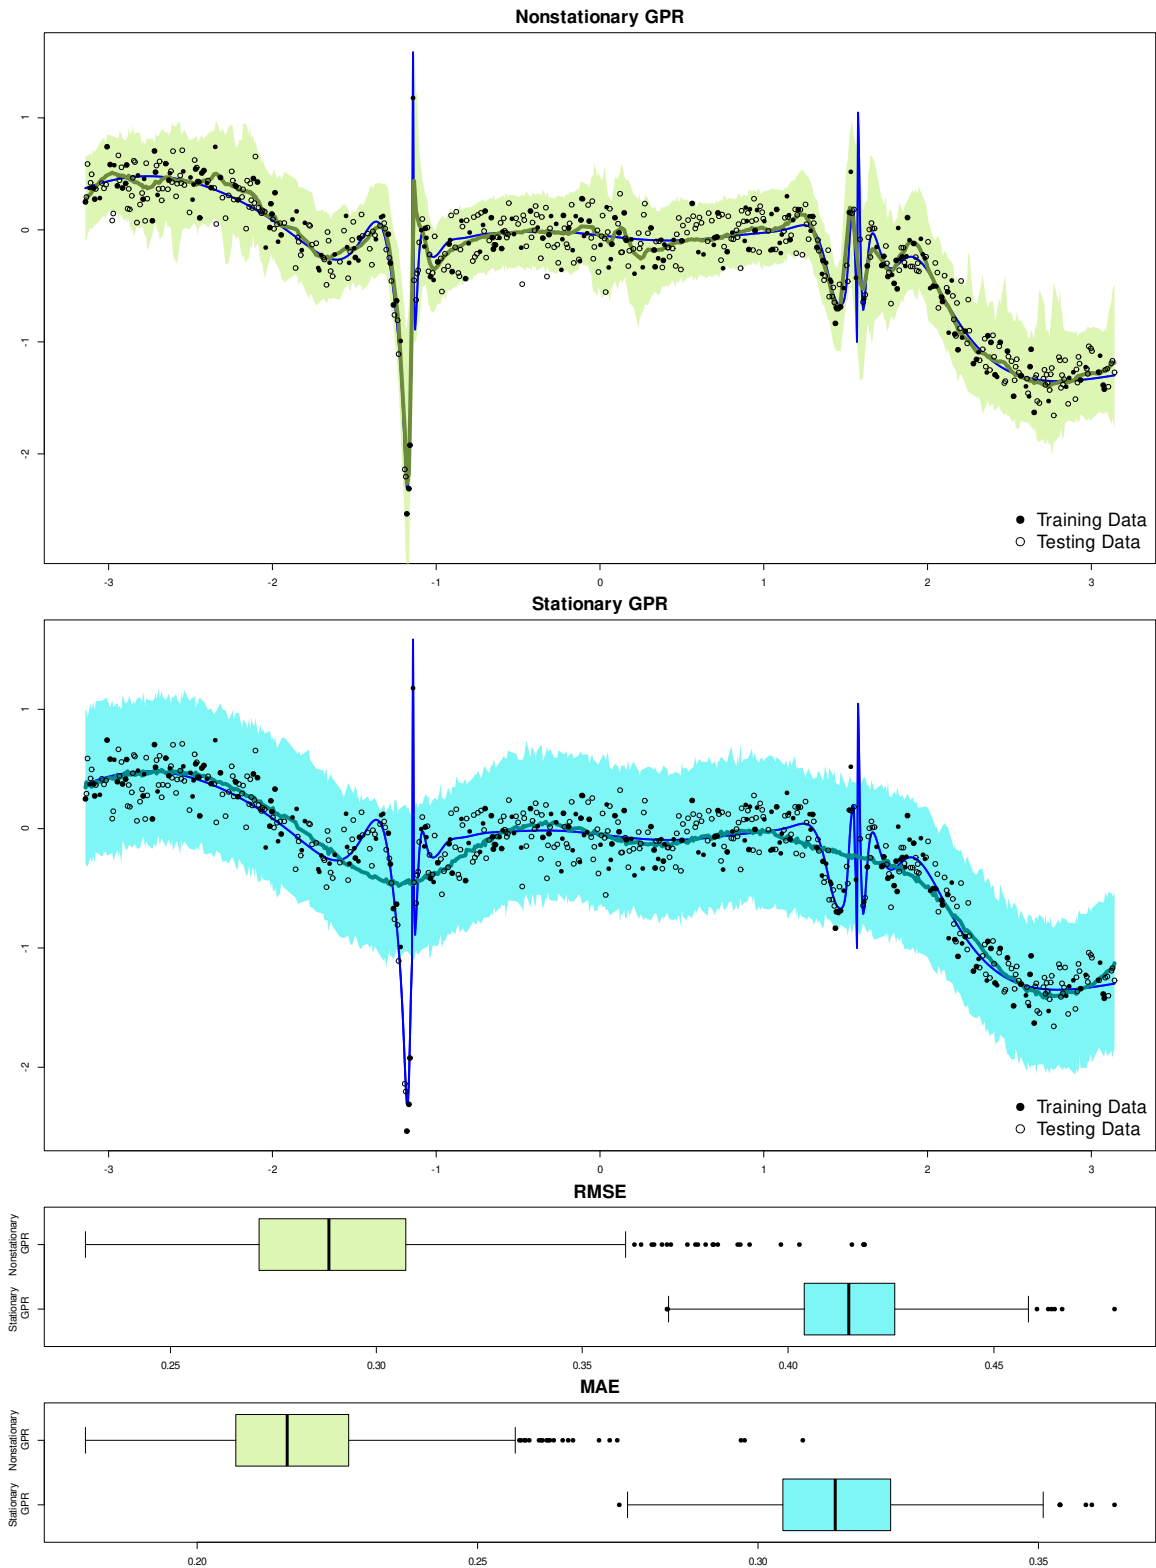 Nonstationary GPR
1
0
-1
-2
Training Data
Testing Data
-3 -2 -1 0 1 2 3
Stationary GPR
1
0
-1
-2
Training Data
Testing Data
-3 -2 -1 0 1 2 3
RMSE
Nonstationary
GPR
Stationary
GPR
0.25 0.30 0.35 0.40 0.45
MAE
Nonstationary
GPR
Stationary
GPR
0.20 0.25 0.30 0.35